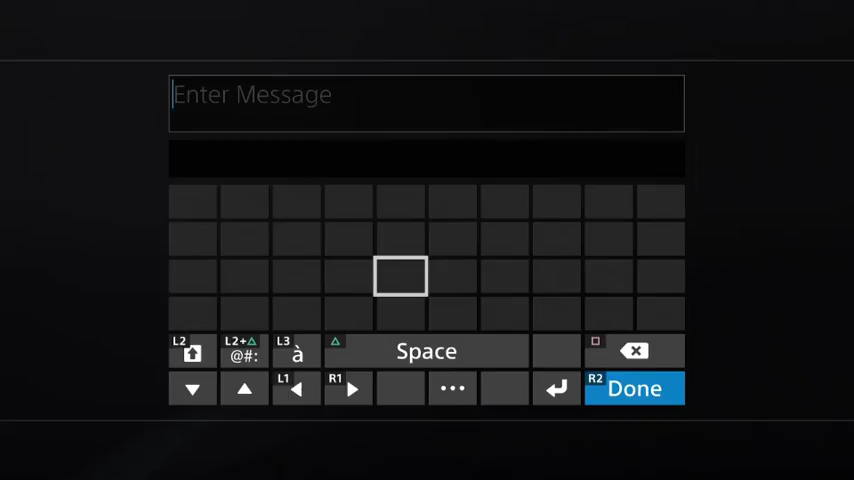 Enter Message
L2 L2+△ L3 △ Space □
@#: à
L1 R1 ... R2 Done